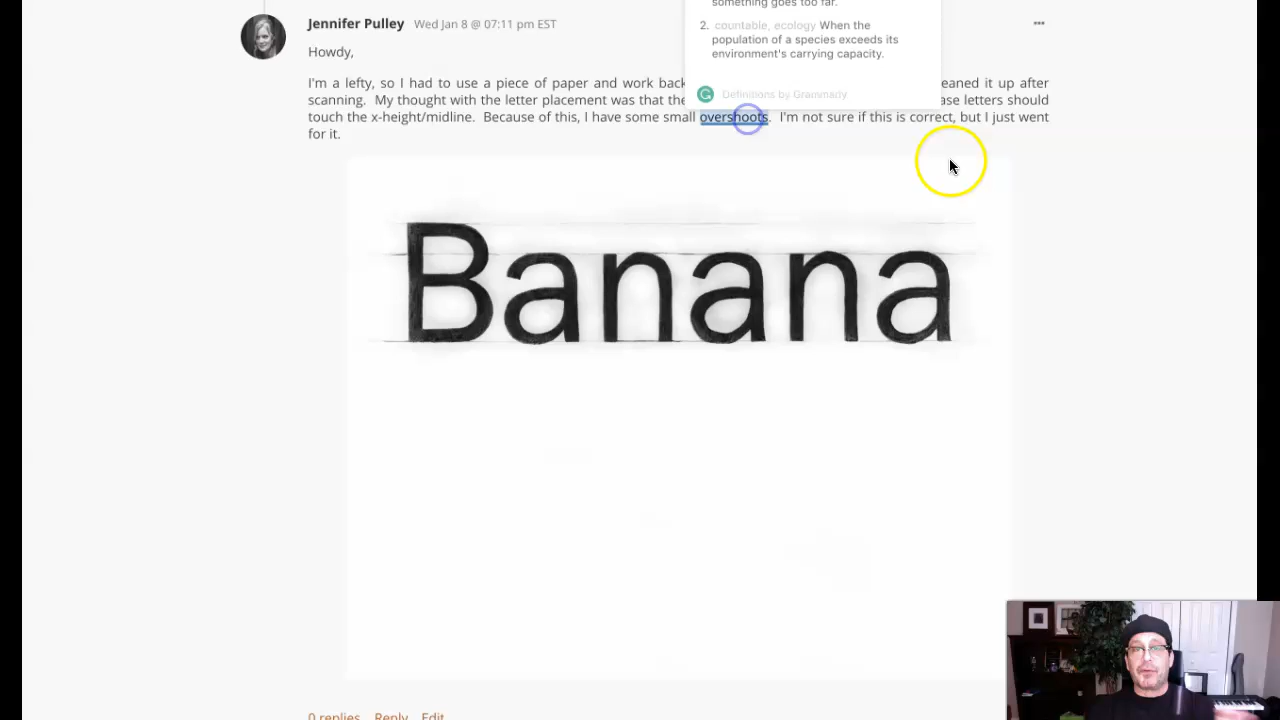 Jennifer Pulley Wed Jan 8 @ 07:11 pm EST
Howdy,
something goes too far.
2. countable, ecology When the
population of a species exceeds its
environment's carrying capacity.
Definitions by Grammarly
I'm a lefty, so I had to use a piece of paper and work back eaned it up after
scanning. My thought with the letter placement was that the ase letters should
touch the x-height/midline. Because of this, I have some small overshoots. I'm not sure if this is correct, but I just went
for it.
Banana
0 replies Reply Edit